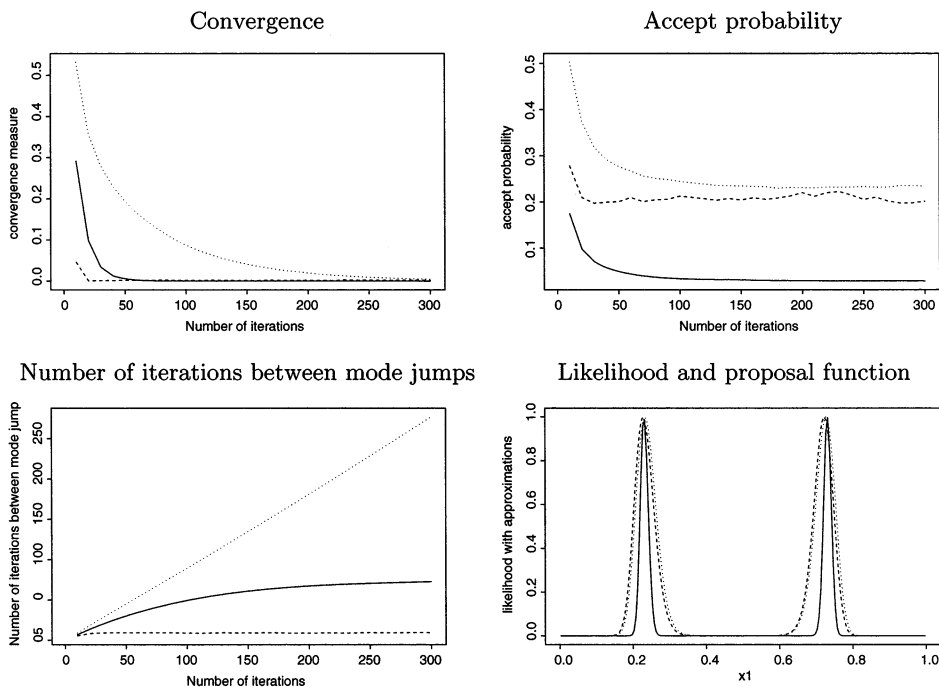 Convergence
Accept probability
convergence measure
0.0 0.1 0.2 0.3 0.4 0.5
0 50 100 150 200 250 300
Number of iterations
accept probability
0.1 0.2 0.3 0.4 0.5
0 50 100 150 200 250 300
Number of iterations
Number of iterations between mode jumps
Likelihood and proposal function
Number of iterations between mode jump
05 0 100 150 200 250
0 50 100 150 200 250 300
Number of iterations
likelihood with approximations
0.0 0.2 0.4 0.6 0.8 1.0
0.0 0.2 0.4 0.6 0.8 1.0
x1